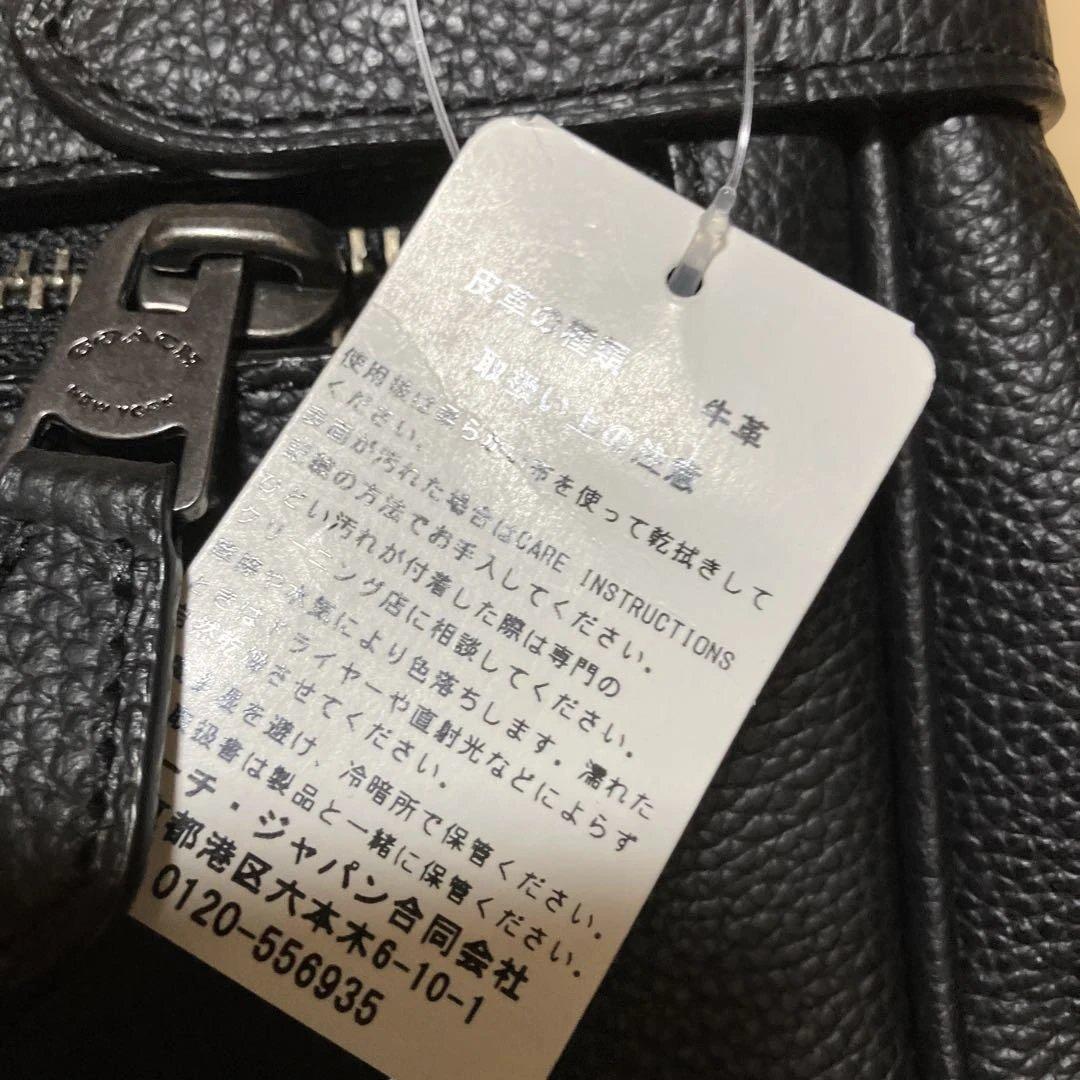 COACH
NEW YORK
皮革の種類 牛革
取扱い上の注意
使用後は柔らかい布を使って乾拭きして
ください。
表面が汚れた場合はCARE INSTRUCTIONS
記載の方法でお手入してください。
ひどい汚れが付着した際は専門の
クリーニング店に相談してください。
摩擦や水気により色落ちします。濡れた
ときはドライヤーや直射光などによらず
乾燥させてください。
を避け、冷暗所で保管ください。
取扱書は製品と一緒に保管ください。
ーチ・ジャパン合同会社
都港区六本木6-10-1
0120-556935